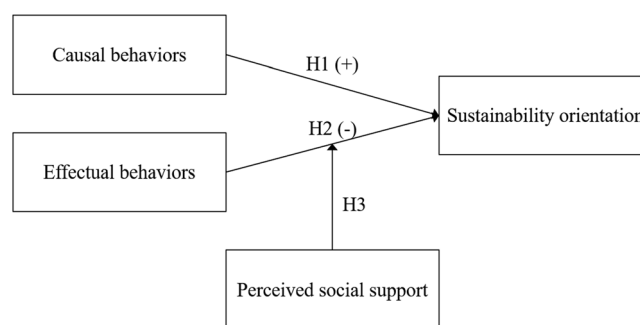 Causal behaviors
H1 (+)
Sustainability orientation
H2 (-)
Effectual behaviors
H3
Perceived social support